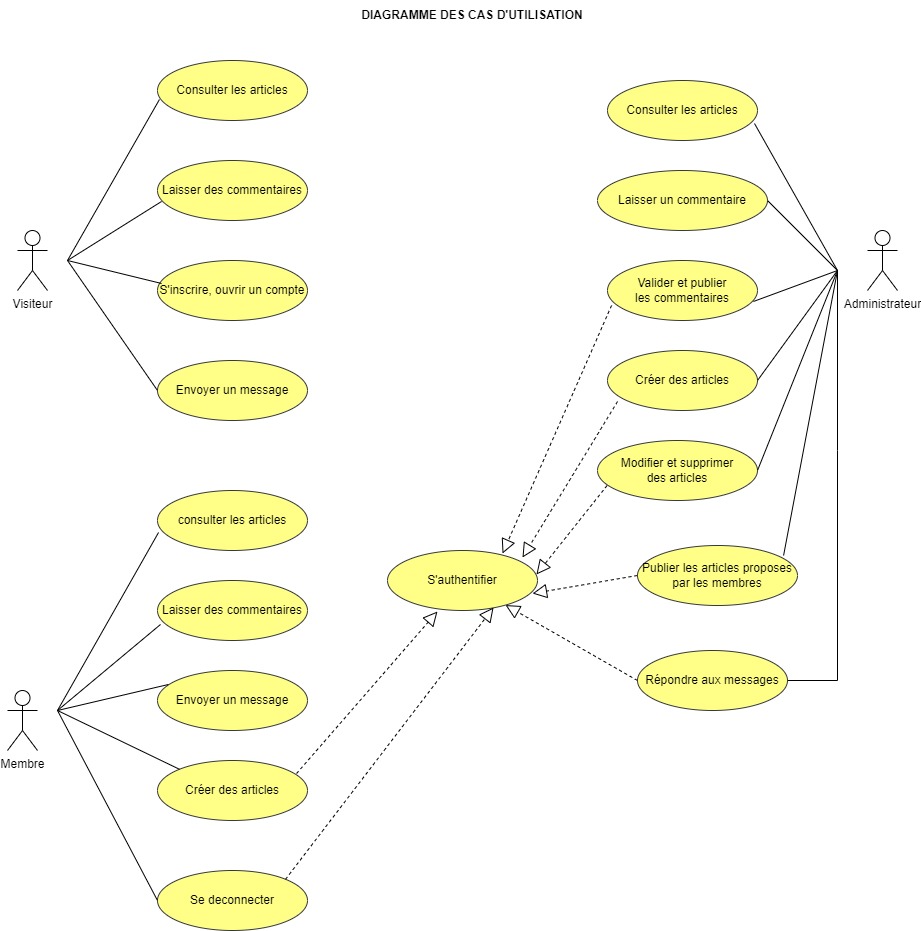 DIAGRAMME DES CAS D'UTILISATION
Consulter les articles
Laisser des commentaires
S'inscrire, ouvrir un compte
Envoyer un message
Visiteur
Consulter les articles
Laisser un commentaire
Valider et publier
les commentaires
Créer des articles
Modifier et supprimer
des articles
Publier les articles proposes
par les membres
Répondre aux messages
Administrateur
S'authentifier
consulter les articles
Laisser des commentaires
Envoyer un message
Créer des articles
Se deconnecter
Membre